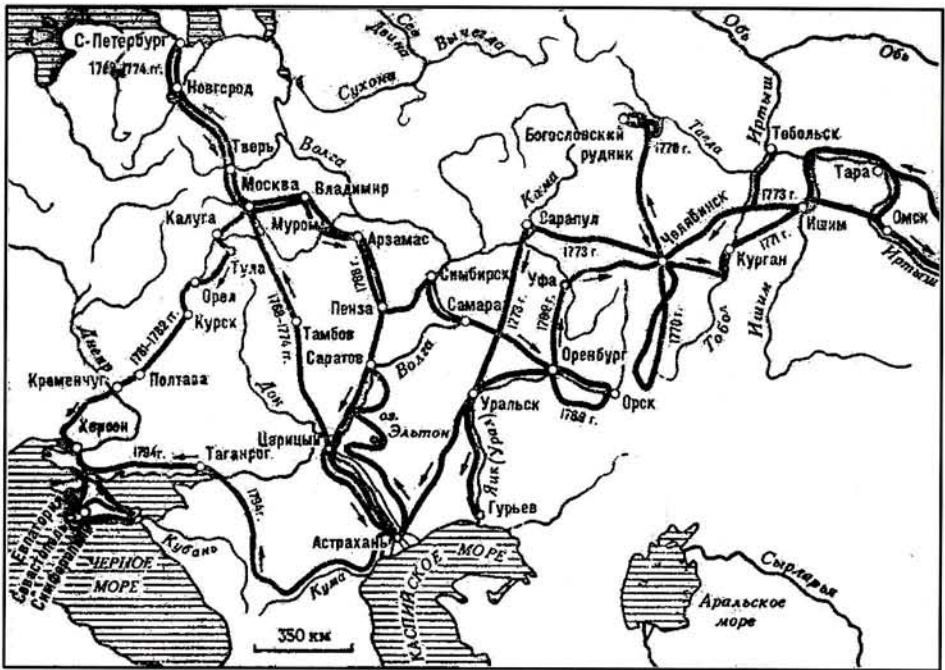 С-Петербург
1768-1774 гг.
Новгород
Тверь
Москва
Владимир
Калуга
Муром
Арзамас
Тула
Орел
Курск
1781-1782 гг.
Днепр
Кременчуг
Полтава
Херсон
Евпатория
Севастополь
Симферополь
ЧЕРНОЕ
МОРЕ
1794г.
Таганрог
1794г.
Кубань
Кума
Дон
Царицын
Тамбов
1768-1774 гг.
Саратов
Пенза
Волга
Сухона
Сев
Двина
Вычегда
Волга
Симбирск
Самара
оз.
Эльтон
Астрахань
КАСПИЙСКОЕ МОРЕ
Гурьев
Яик (Урал)
Уральск
Кама
Сарапул
1773 г.
1773 г.
Уфа
Оренбург
Орск
1769 г.
Богословский
рудник
1770 г.
Челябинск
1770 г.
Тавда
Тобол
Курган
1771 г.
1773 г.
Ишим
Ишим
Тобольск
Иртыш
Обь
Обь
Тара
Омск
Иртыш
350 км
Аральское
море
Сырдарья